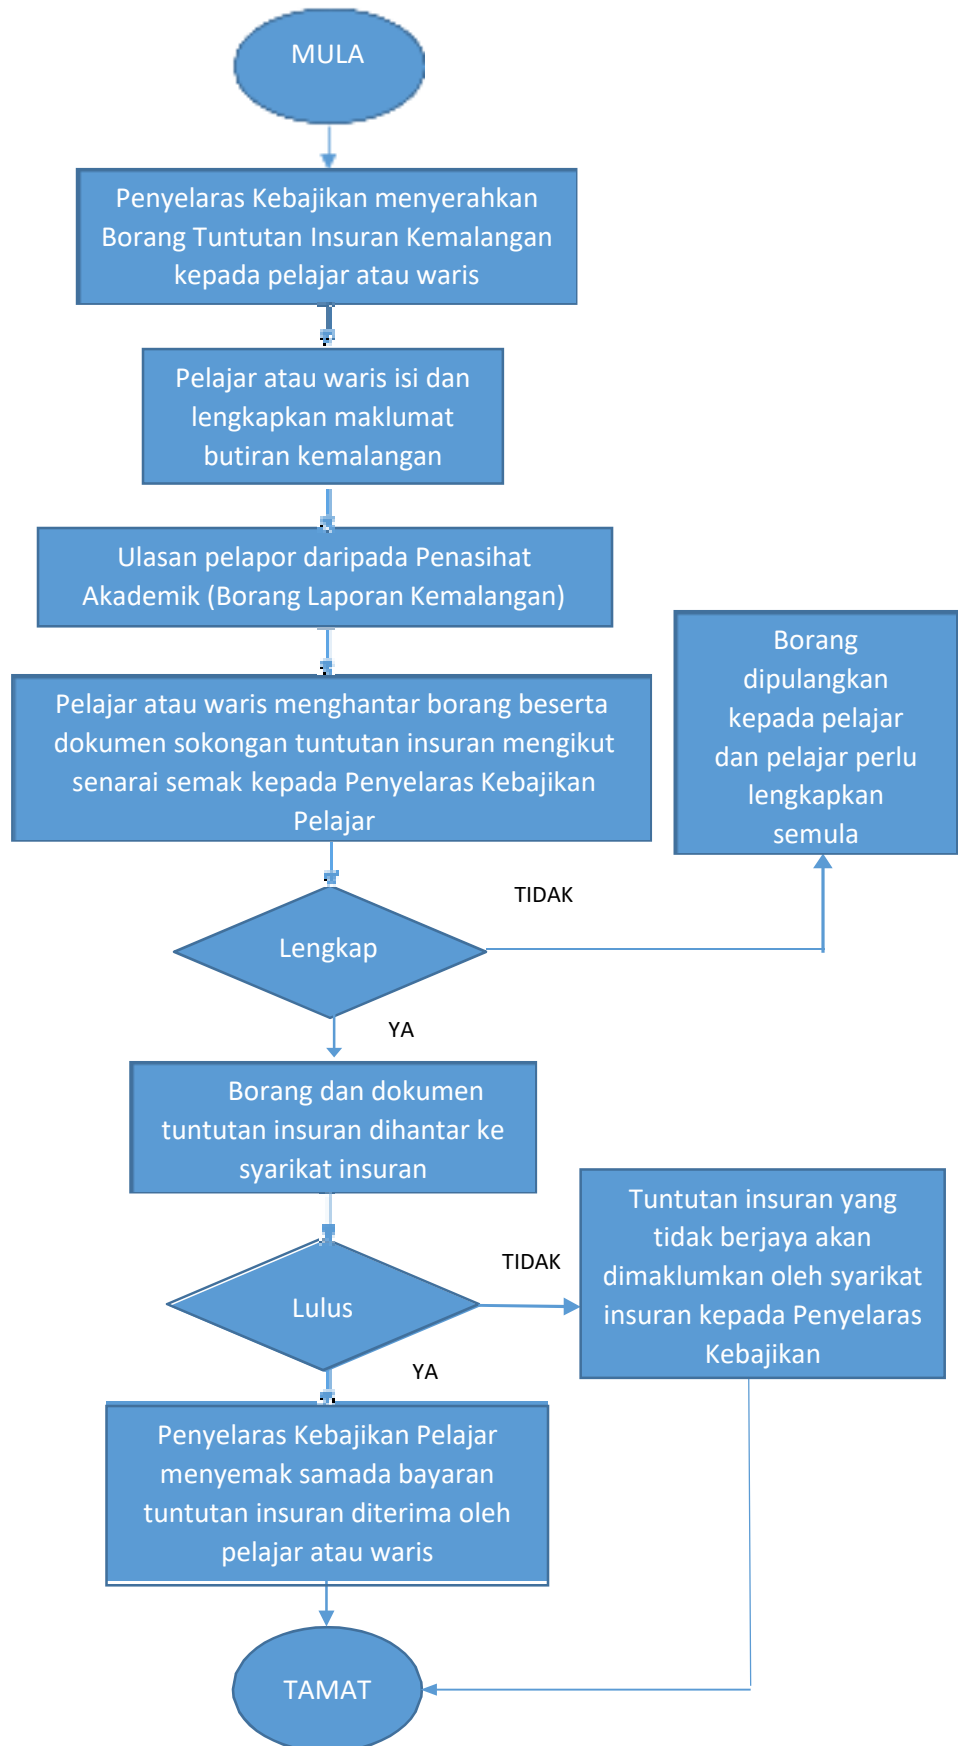 MULA
Penyelaras Kebajikan menyerahkan
Borang Tuntutan Insuran Kemalangan
kepada pelajar atau waris
Pelajar atau waris isi dan
lengkapkan maklumat
butiran kemalangan
Ulasan pelapor daripada Penasihat
Akademik (Borang Laporan Kemalangan)
Pelajar atau waris menghantar borang beserta
dokumen sokongan tuntutan insuran mengikut
senarai semak kepada Penyelaras Kebajikan
Pelajar
Borang
dipulangkan
kepada pelajar
dan pelajar perlu
lengkapkan
semula
TIDAK
Lengkap
YA
Borang dan dokumen
tuntutan insuran dihantar ke
syarikat insuran
Tuntutan insuran yang
tidak berjaya akan
dimaklumkan oleh syarikat
insuran kepada Penyelaras
Kebajikan
TIDAK
Lulus
YA
Penyelaras Kebajikan Pelajar
menyemak samada bayaran
tuntutan insuran diterima oleh
pelajar atau waris
TAMAT